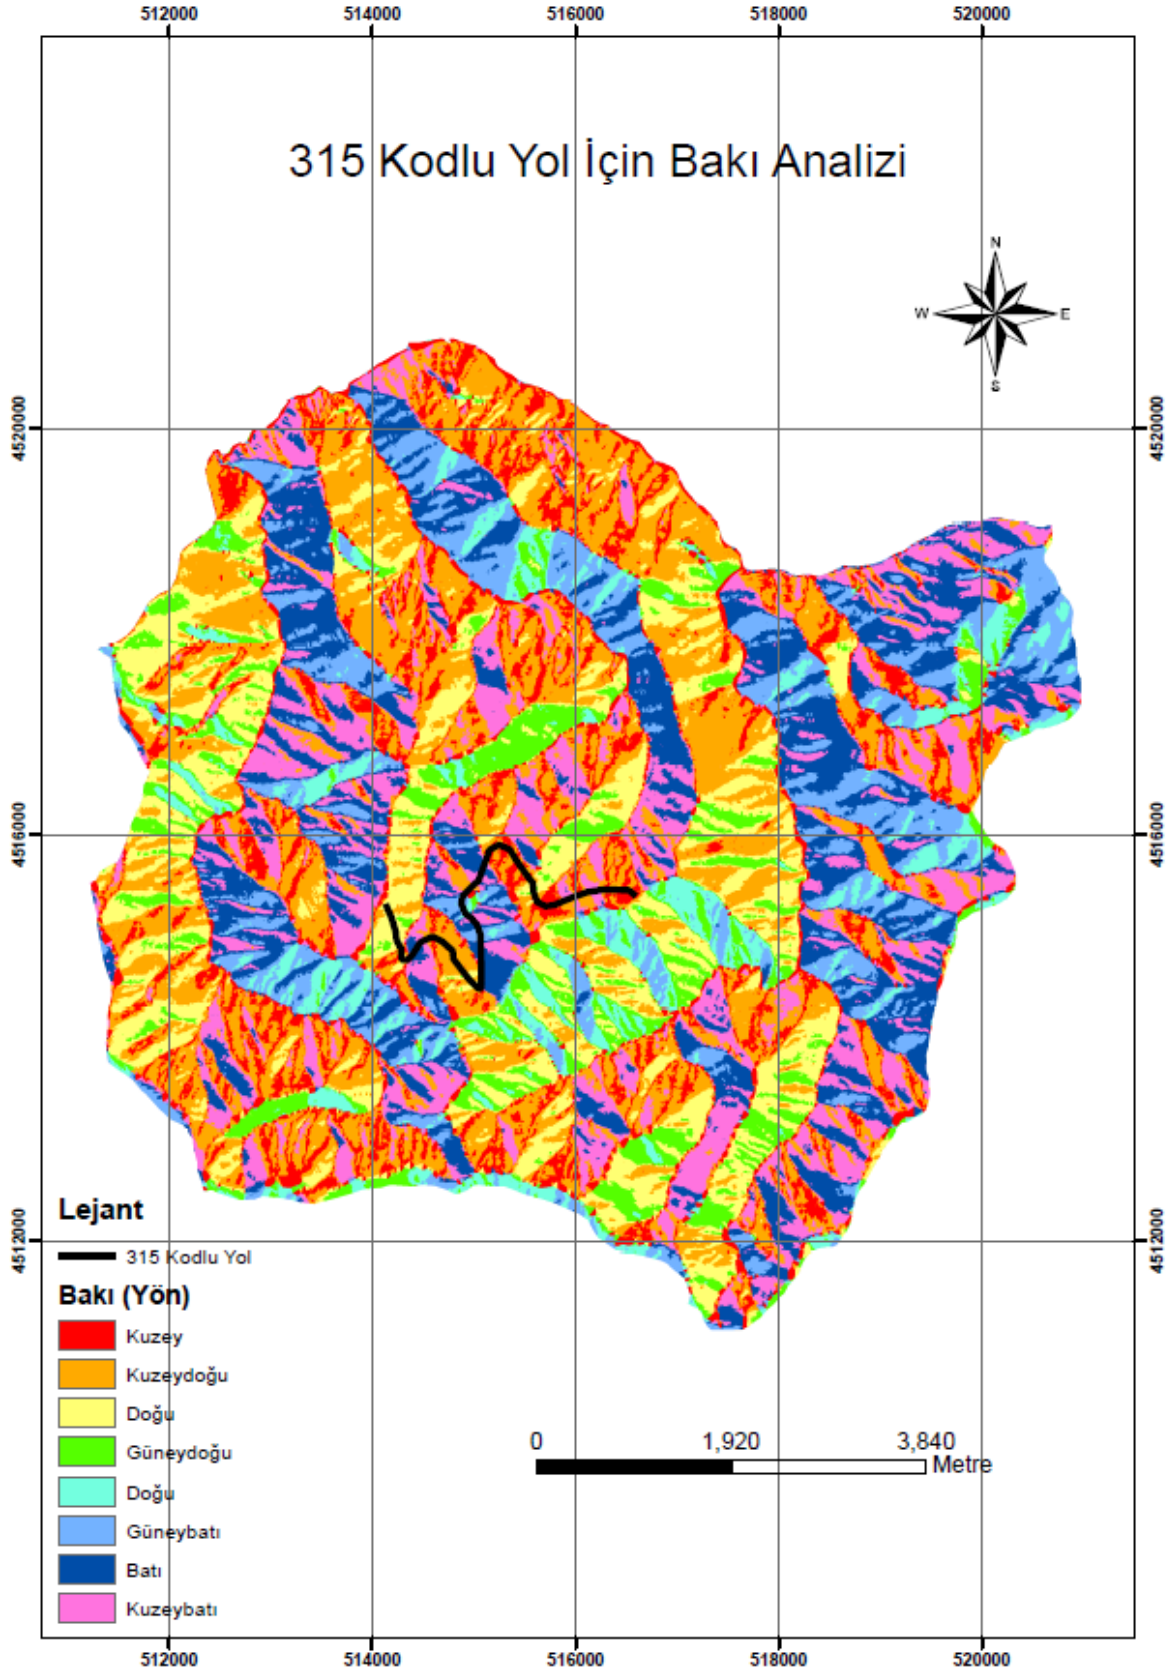 512000 514000 516000 518000 520000
315 Kodlu Yol İçin Bakı Analizi
N
W E
S
4520000 4520000
4516000 4516000
4512000 4512000
Lejant
315 Kodlu Yol
Bakı (Yön)
Kuzey
Kuzeydoğu
Doğu
Güneydoğu
Doğu
Güneybatı
Batı
Kuzeybatı
0 1,920 3,840
Metre
512000 514000 516000 518000 520000